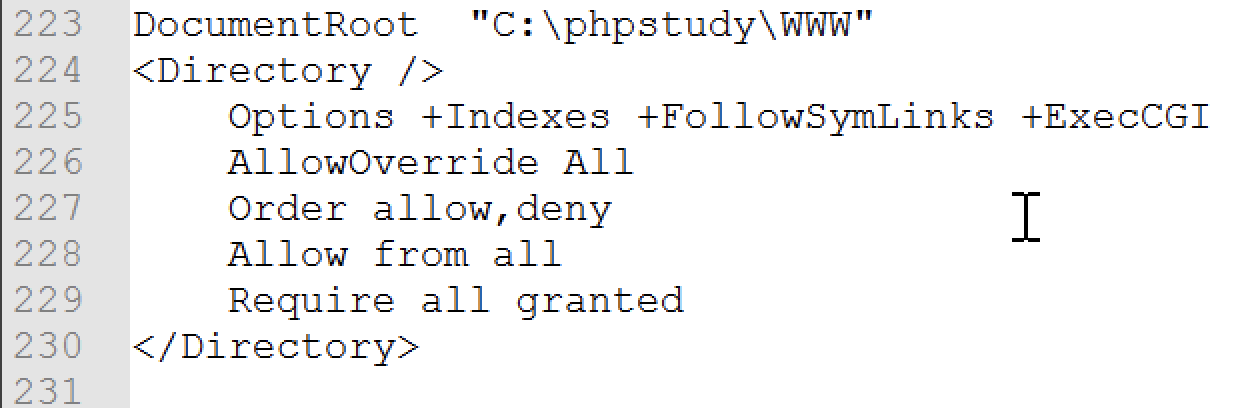 223 DocumentRoot  "C:\phpstudy\WWW"
224 <Directory />
225     Options +Indexes +FollowSymLinks +ExecCGI
226     AllowOverride All
227     Order allow,deny
228     Allow from all
229     Require all granted
230 </Directory>
231